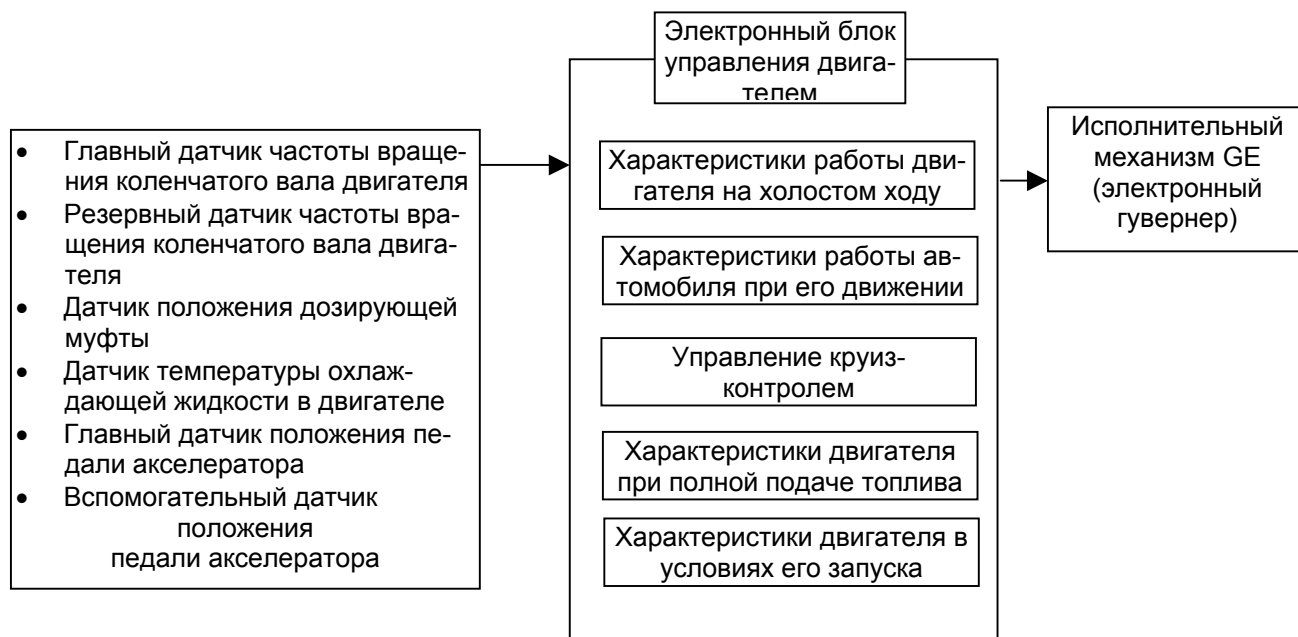 Электронный блок
управления двига-
телем
Исполнительный
механизм GE
(электронный
гувернер)
• Главный датчик частоты враще-
ния коленчатого вала двигателя
• Резервный датчик частоты вра-
щения коленчатого вала двига-
теля
• Датчик положения дозирующей
муфты
• Датчик температуры охлаж-
дающей жидкости в двигателе
• Главный датчик положения пе-
дали акселератора
• Вспомогательный датчик
положения
педали акселератора
Характеристики работы дви-
гателя на холостом ходу
Характеристики работы ав-
томобиля при его движении
Управление круиз-
контролем
Характеристики двигателя
при полной подаче топлива
Характеристики двигателя в
условиях его запуска